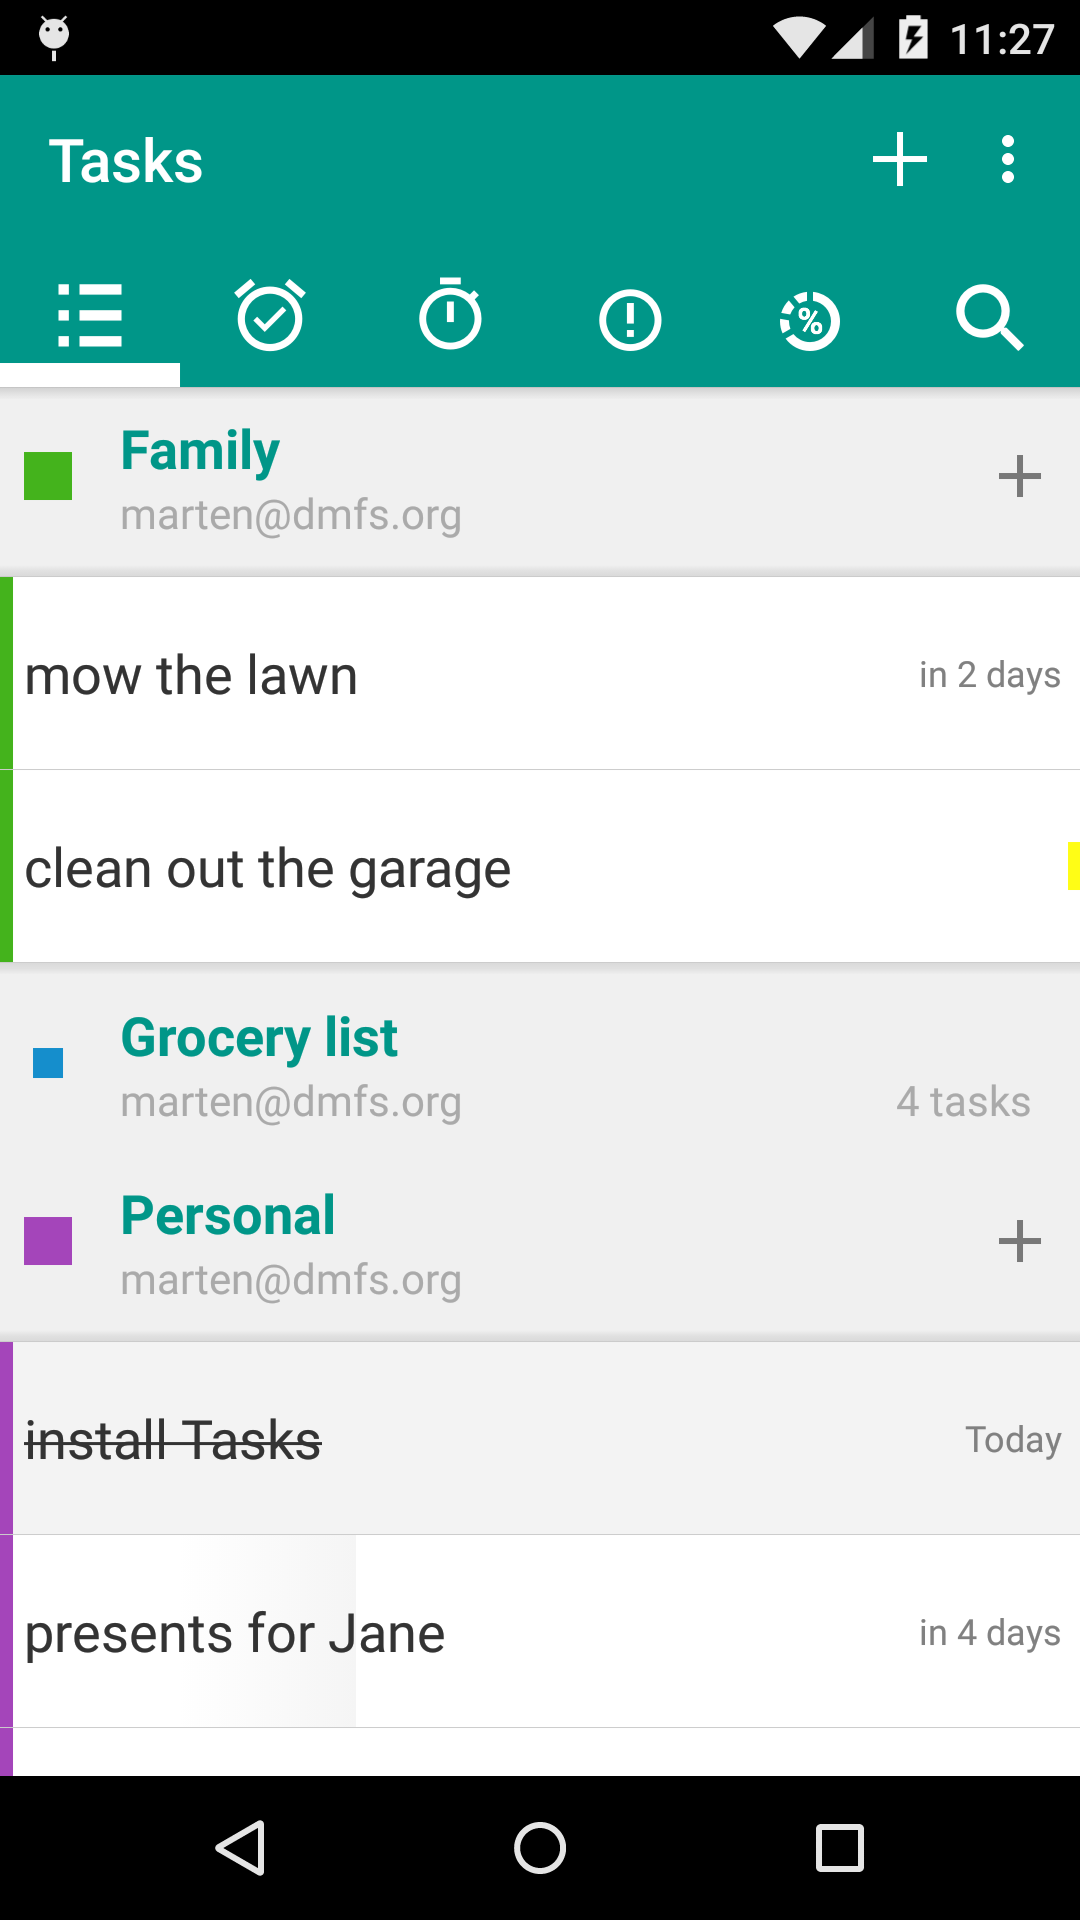 11:27
Tasks
%
Family
marten@dmfs.org
mow the lawn
in 2 days
clean out the garage
Grocery list
marten@dmfs.org
4 tasks
Personal
marten@dmfs.org
install Tasks
Today
presents for Jane
in 4 days